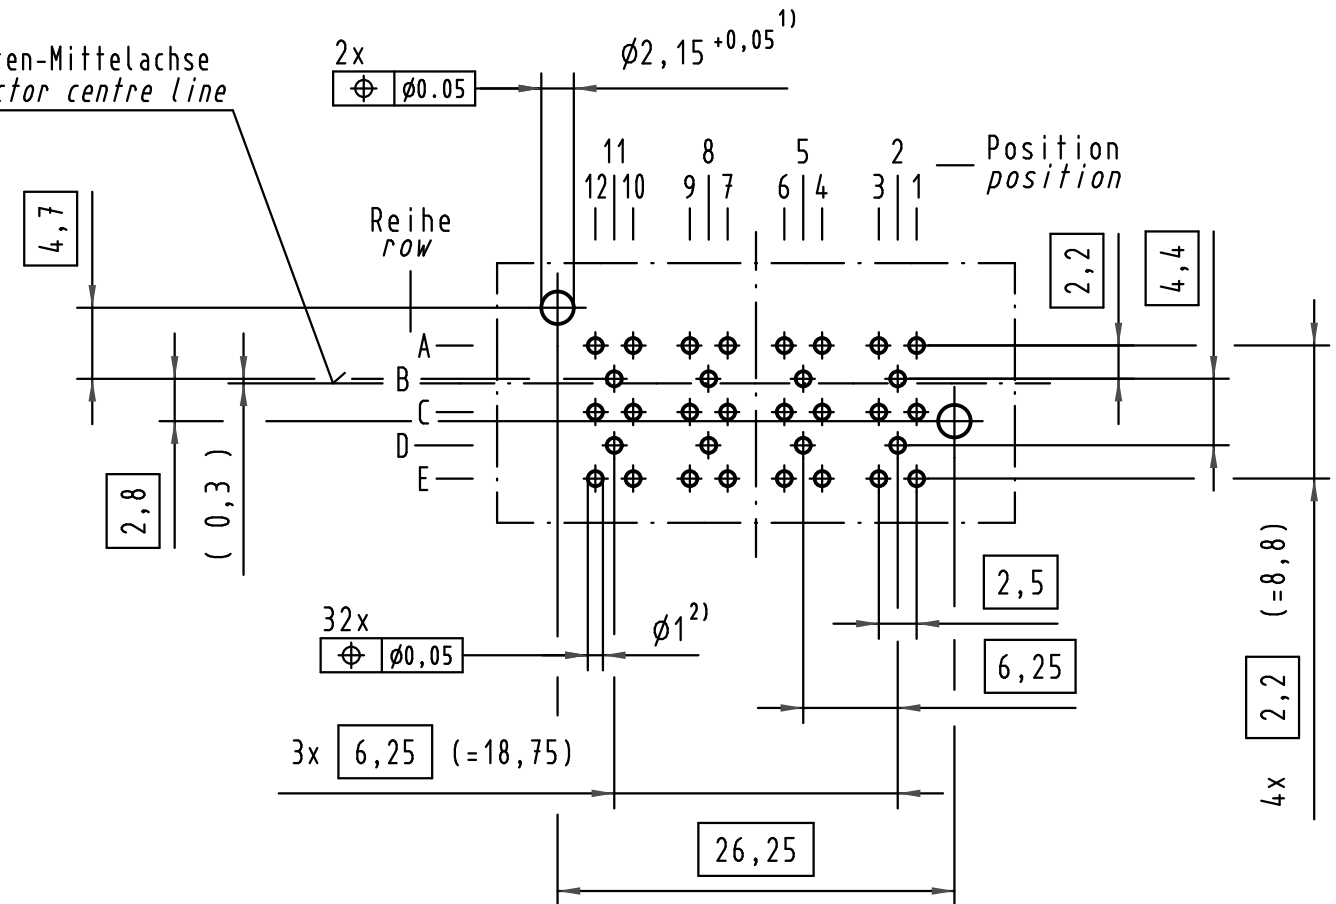 ren-Mittelachse
ctor centre line
2x
⌖ ø0.05
ø2,15 +0,05 1)
11 8 5 2
12 10 9 7 6 4 3 1
Position
position
Reihe
row
4,7
2,2
4,4
A
B
C
D
E
2,8
( 0,3 )
32x
⌖ ø0,05
ø1 2)
2,5
6,25
3x 6,25 (=18,75)
26,25
4x 2,2 (=8,8)